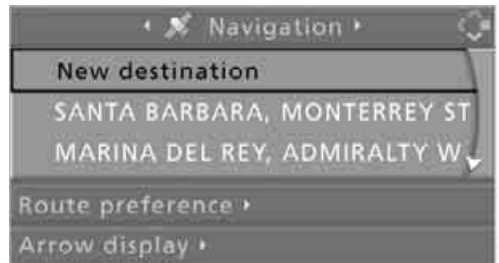 Navigation
New destination
SANTA BARBARA, MONTERREY ST
MARINA DEL REY, ADMIRALTY W
Route preference
Arrow display